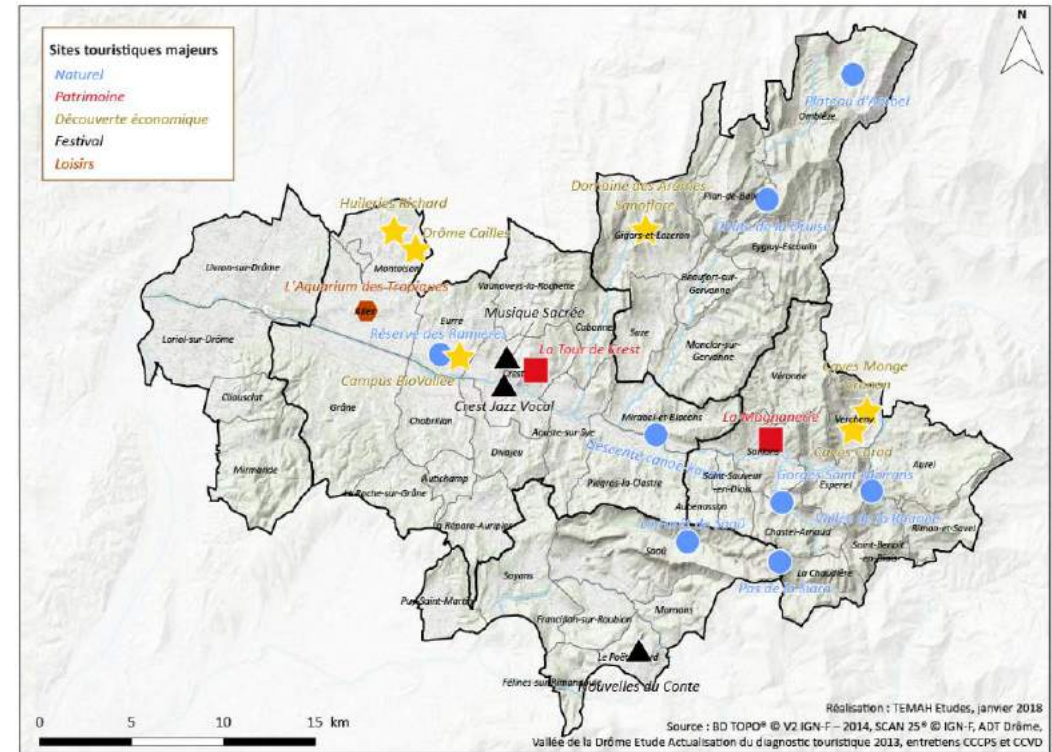 N
Sites touristiques majeurs
Naturel
Patrimoine
Découverte économique
Festival
Loisirs
Plateau d'Ambel
Omblèze
Domaine des Arômes
Sanoflore
Plan-de-Baix
Gigors-et-Lozeron
Eygluy-Escoulin
Huileries Richard
Drôme Cailles
Montoison
Livron-sur-Drôme
Beaufort-sur-
Gervanne
L'Aquarium des Tropiques
Allex
Vaunaveys-la-Rochette
Musique Sacrée
Eurre
Cobonne
Suze
Réserve des Ramières
Loriol-sur-Drôme
La Tour de Crest
Crest
Montclar-sur-
Gervanne
Véronne
Caves Monge
Granon
Campus BioVallée
Cliousclat
Grâne
Crest Jazz Vocal
Chabrillan
Mirabel-et-Blacons
La Magnanerie
Vercheny
Saillans
Caves Carod
Aouste-sur-Sye
Descente canoë
Divajeu
Mirmande
Autichamp
Piégros-la-Clastre
Saint-Sauveur
-en-Diois
Gorges Saint-Moirans
Espenel
Aurel
Aubenasson
Vallée de la Roanne
La Roche-sur-Grâne
La Répara-Auriples
Chastel-Arnaud
Rimon-et-Savel
Saint-Benoit
-en-Diois
Saoû
La Chaudière
Pas de la
Soyans
Puy-Saint-Martin
Mornans
Francillon-sur-Roubion
Le Poët
Félines-sur-Rimandoule
Nouvelles du Conte
0 5 10 15 km
Réalisation : TEMAH Etudes, janvier 2018
Source : BD TOPO® © V2 IGN-F – 2014, SCAN 25® © IGN-F, ADT Drôme,
Vallée de la Drôme Etude Actualisation du diagnostic touristique 2013, entretiens CCCPS et CCVD